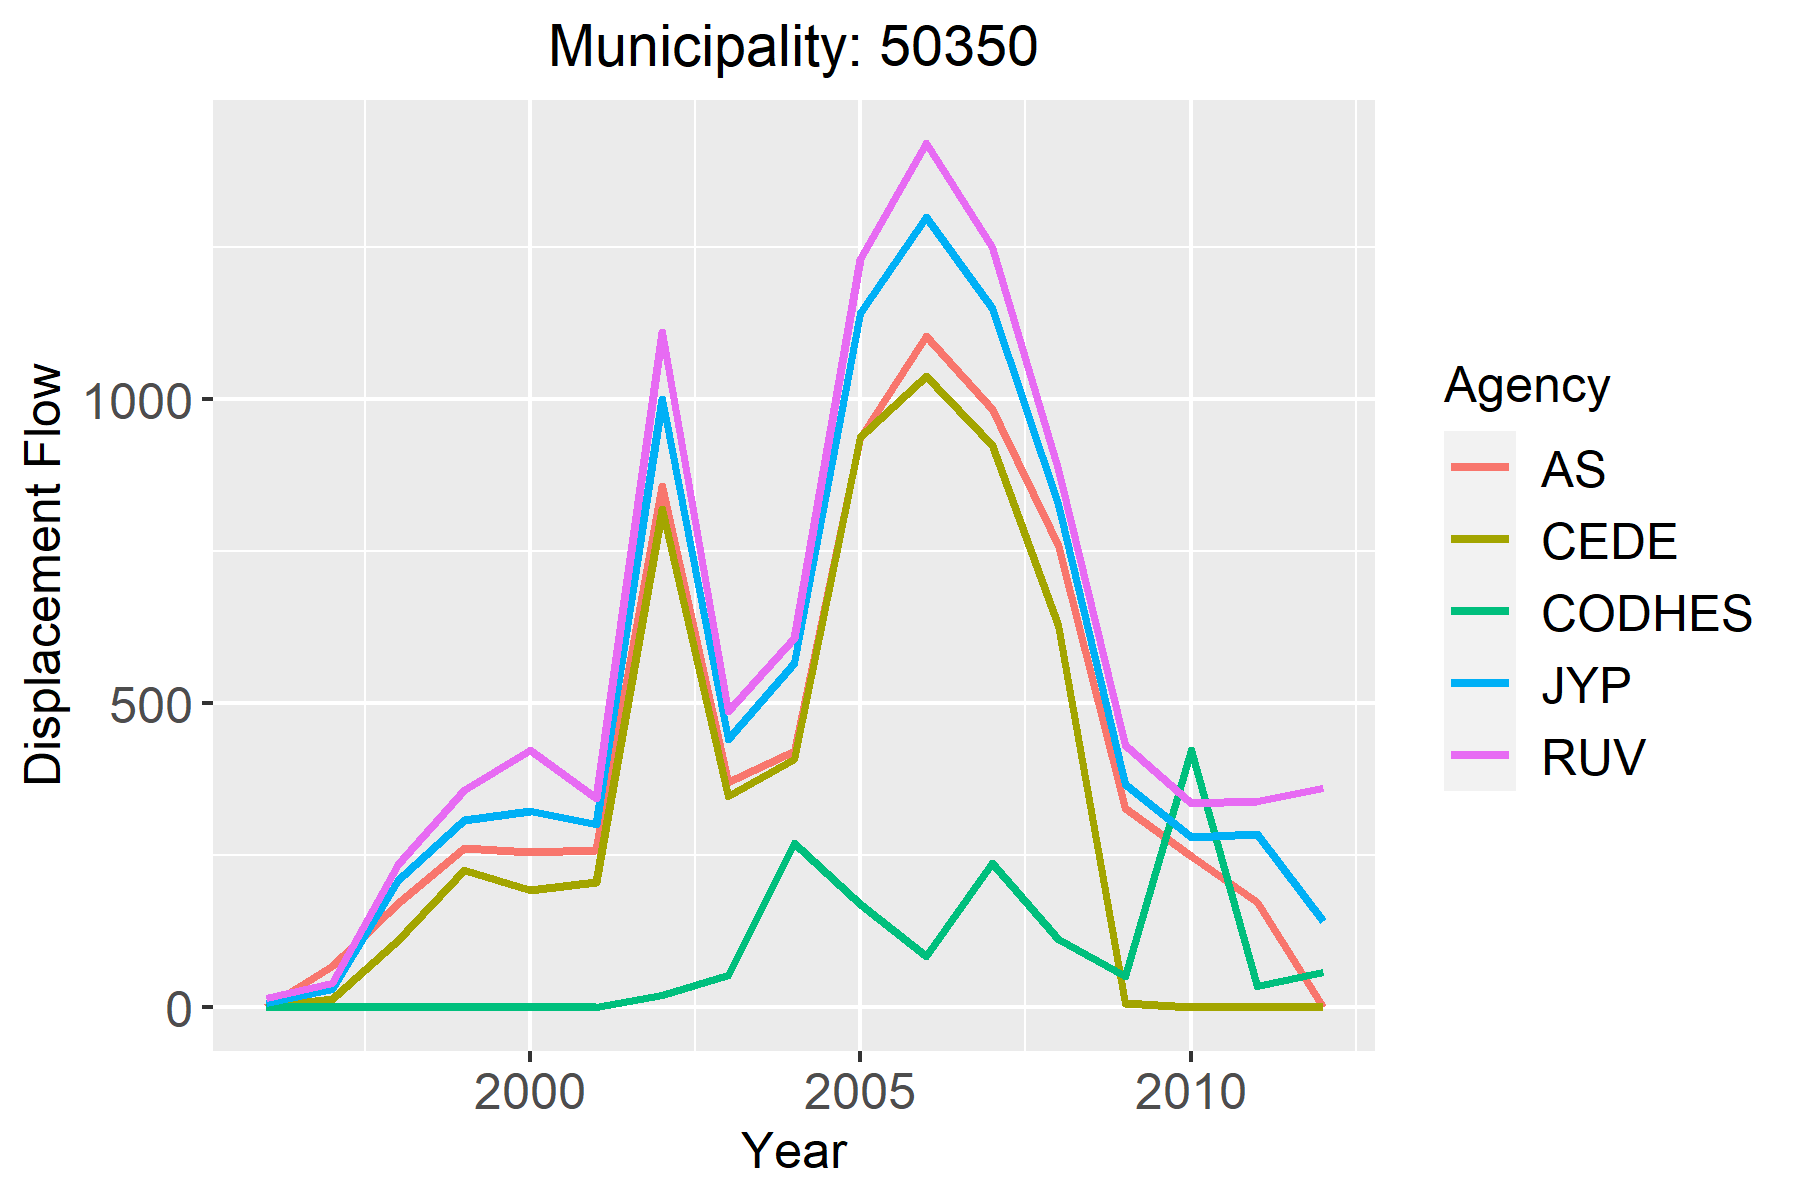 Municipality: 50350
Displacement Flow
1000
500
0
2000
2005
2010
Year
Agency
AS
CEDE
CODHES
JYP
RUV